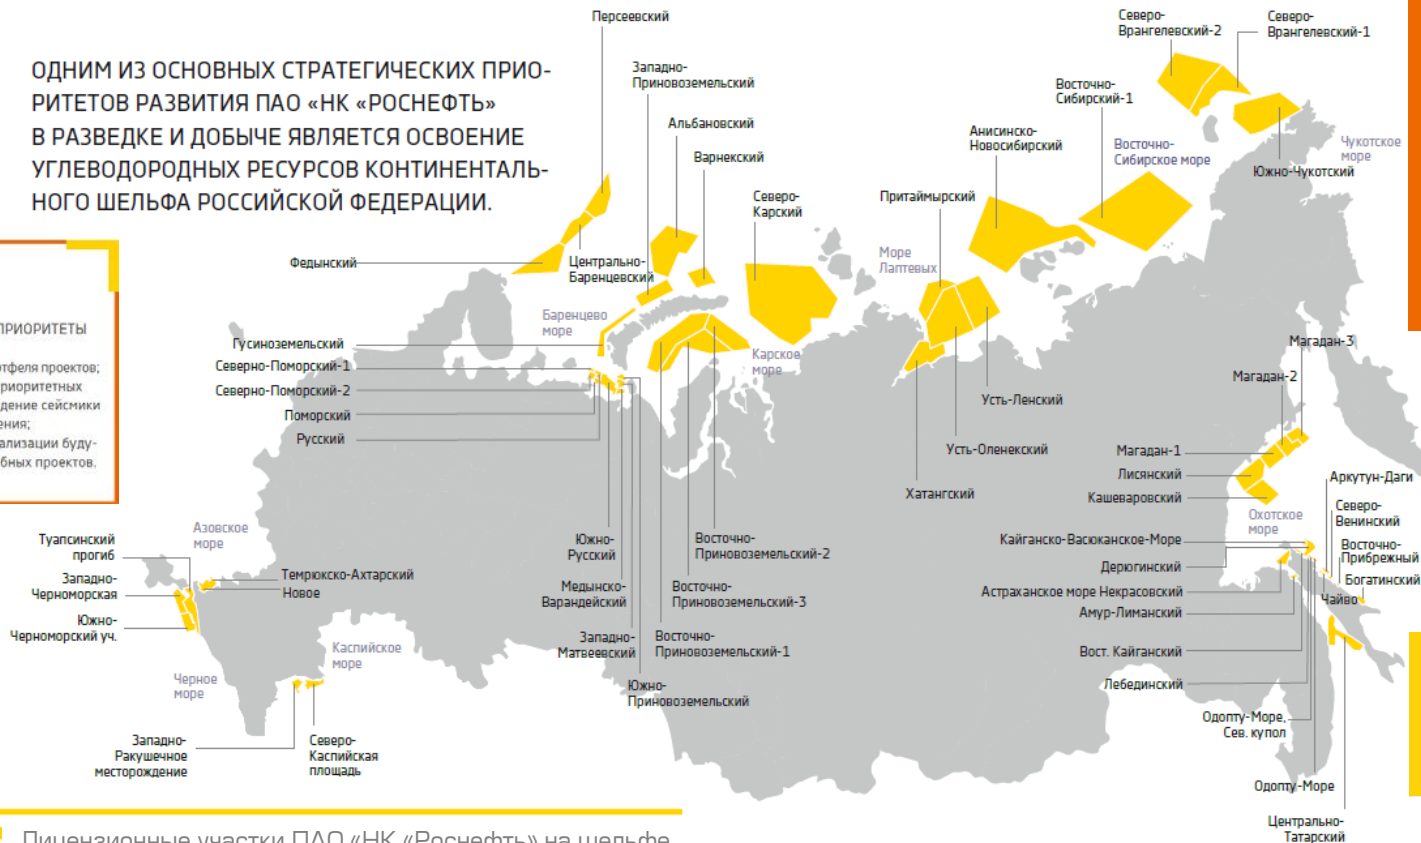 ОДНИМ ИЗ ОСНОВНЫХ СТРАТЕГИЧЕСКИХ ПРИО-
РИТЕТОВ РАЗВИТИЯ ПАО «НК «РОСНЕФТЬ»
В РАЗВЕДКЕ И ДОБЫЧЕ ЯВЛЯЕТСЯ ОСВОЕНИЕ
УГЛЕВОДОРОДНЫХ РЕСУРСОВ КОНТИНЕНТАЛЬ-
НОГО ШЕЛЬФА РОССИЙСКОЙ ФЕДЕРАЦИИ.
ПРИОРИТЕТЫ
проектов;
сейсмики
проектов.
Персеевский
Западно-
Приновоземельский
Альбановский
Варнекский
Северо-
Карский
Федынский
Центрально-
Баренцевский
Баренцево
море
Гусиноземельский
Северно-Поморский-1
Северно-Поморский-2
Поморский
Русский
Карское
море
Северо-
Врангелевский-2
Северо-
Врангелевский-1
Восточно-
Сибирский-1
Анисинско-
Новосибирский
Восточно-
Сибирское море
Чукотское
море
Южно-Чукотский
Притаймырский
Море
Лаптевых
Усть-Ленский
Усть-Оленекский
Хатангский
Магадан-3
Магадан-2
Магадан-1
Лисянский
Кашеваровский
Охотское
море
Аркутун-Даги
Северо-
Венинский
Восточно-
Прибрежный
Богатинский
Чайво
Кайганско-Васюканское-Море
Дерюгинский
Астраханское море Некрасовский
Амур-Лиманский
Вост. Кайганский
Лебединский
Одопту-Море,
Сев. купол
Одопту-Море
Центрально-
Татарский
Азовское
море
Туапсинский
прогиб
Западно-
Черноморская
Южно-
Черноморский уч.
Темрюкско-Ахтарский
Новое
Каспийское
море
Черное
море
Западно-
Ракушечное
месторождение
Северо-
Каспийская
площадь
Южно-
Русский
Медынско-
Варандейский
Западно-
Матвеевский
Южно-
Приновоземельский
Восточно-
Приновоземельский-2
Восточно-
Приновоземельский-3
Восточно-
Приновоземельский-1
Лицензионные участки ПАО «НК «Роснефть» на шельфе